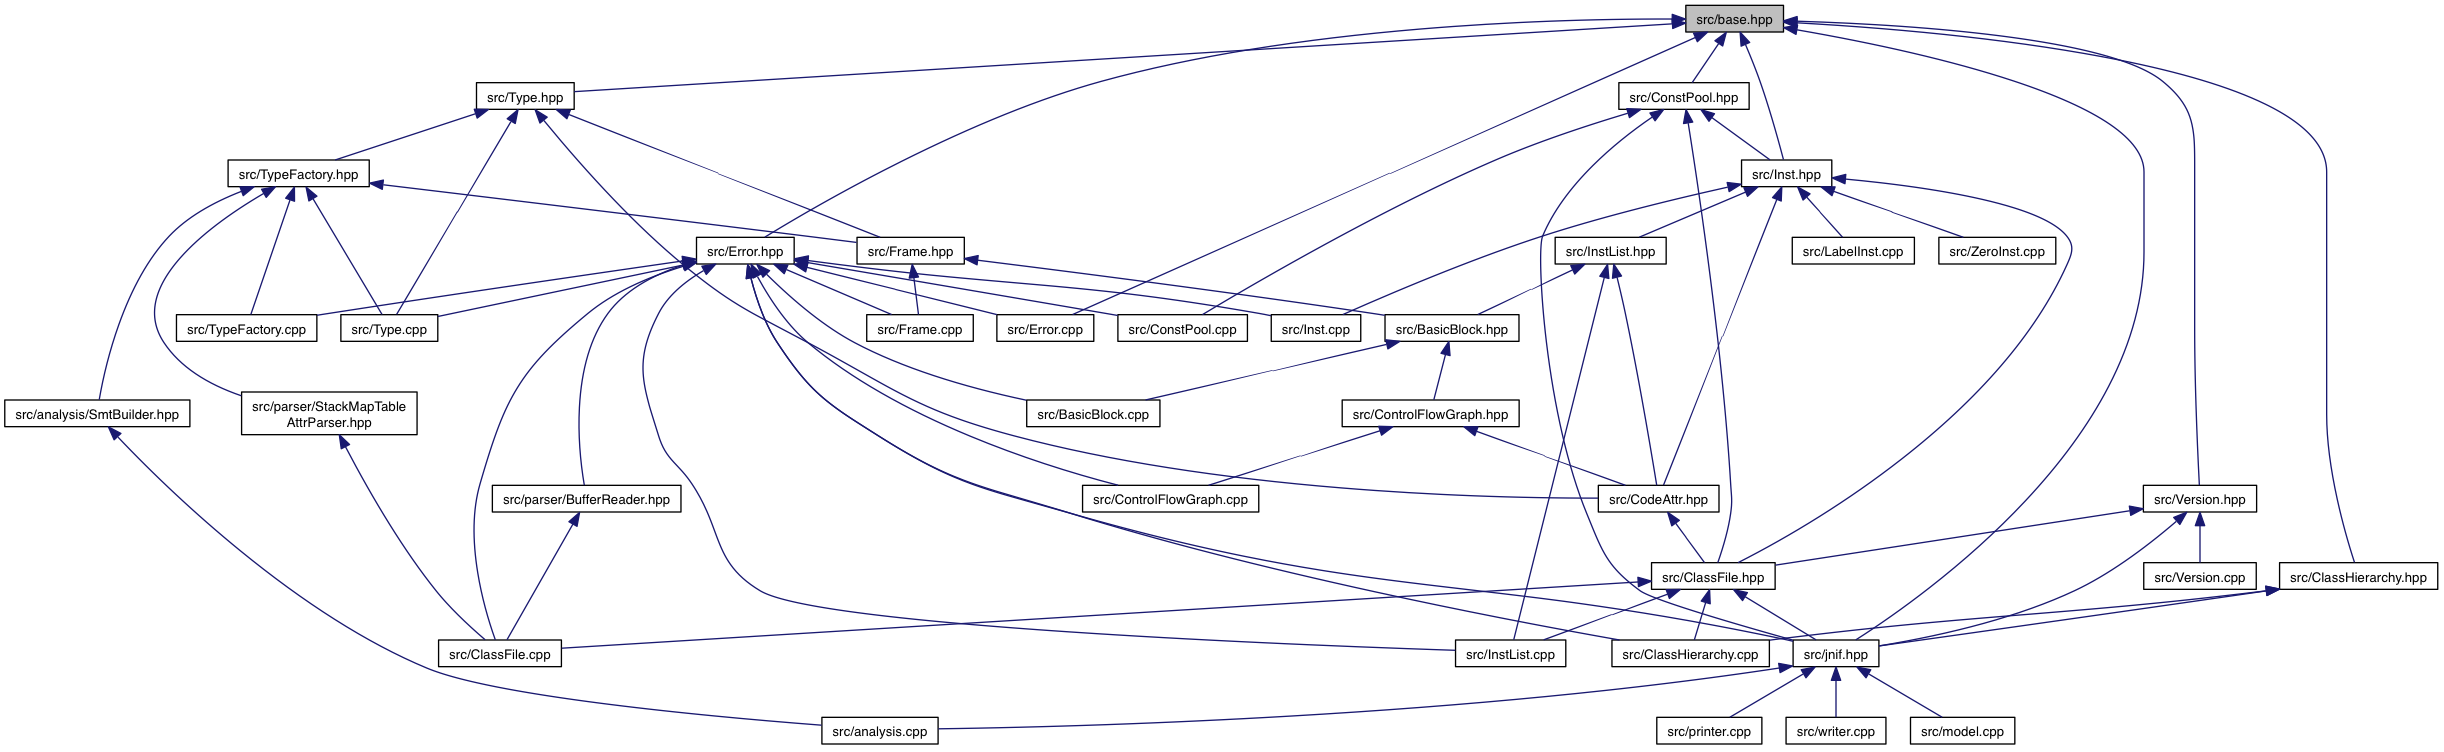 src/base.hpp
src/Type.hpp
src/ConstPool.hpp
src/TypeFactory.hpp
src/Inst.hpp
src/Error.hpp
src/Frame.hpp
src/InstList.hpp
src/LabelInst.cpp
src/ZeroInst.cpp
src/TypeFactory.cpp
src/Type.cpp
src/Frame.cpp
src/Error.cpp
src/ConstPool.cpp
src/Inst.cpp
src/BasicBlock.hpp
src/analysis/SmtBuilder.hpp
src/parser/StackMapTable
AttrParser.hpp
src/BasicBlock.cpp
src/ControlFlowGraph.hpp
src/parser/BufferReader.hpp
src/ControlFlowGraph.cpp
src/CodeAttr.hpp
src/Version.hpp
src/ClassFile.hpp
src/Version.cpp
src/ClassHierarchy.hpp
src/ClassFile.cpp
src/InstList.cpp
src/ClassHierarchy.cpp
src/jnif.hpp
src/analysis.cpp
src/printer.cpp
src/writer.cpp
src/model.cpp